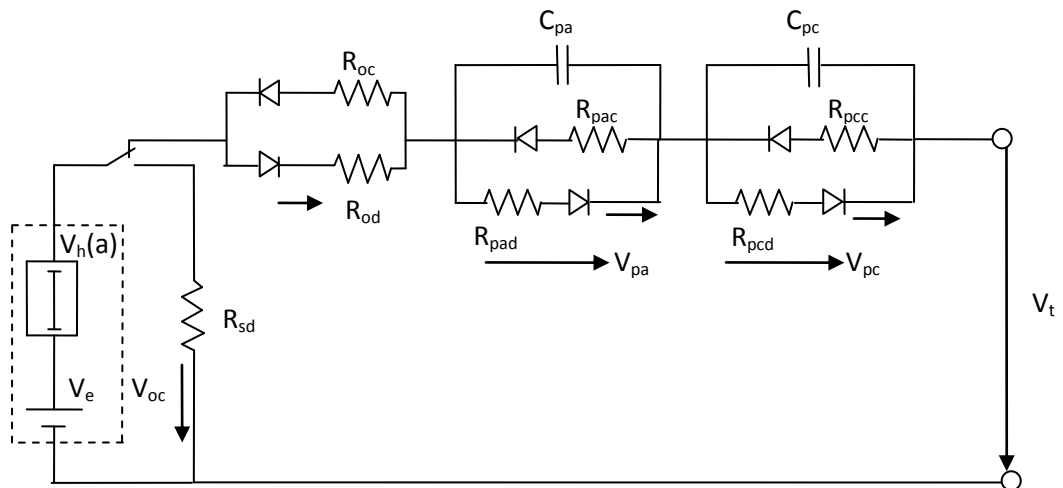 C_pa
C_pc
R_oc
R_pac
R_pcc
R_od
R_pad
R_pcd
V_pa
V_pc
V_h(a)
R_sd
V_t
V_e
V_oc